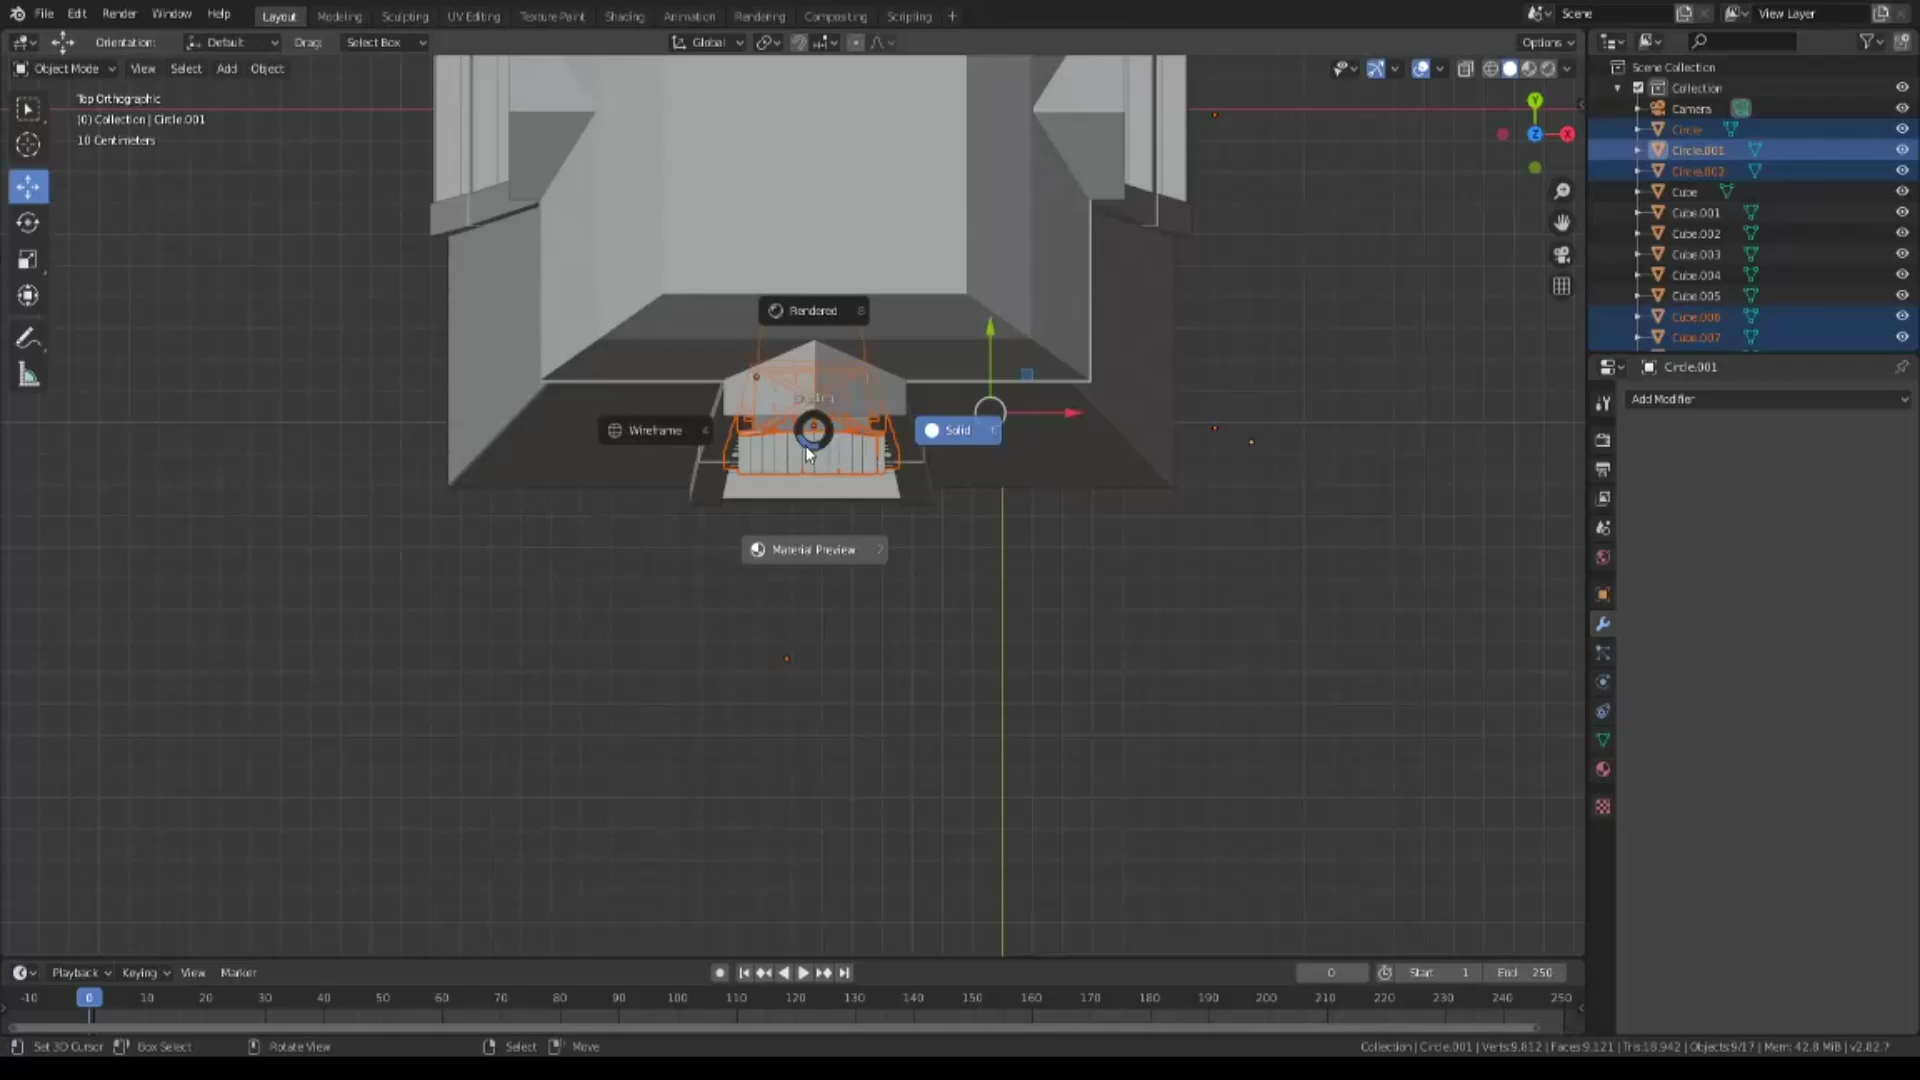 File Edit Render Window Help Layout Modeling Sculpting UV Editing Texture Paint Shading Animation Rendering Compositing Scripting + Scene View Layer
Orientation: Default Drag: Select Box Global Options
Object Mode View Select Add Object
Top Orthographic
(0) Collection | Circle.001
10 Centimeters
Y
Z X
Rendered 8
Wireframe 4
Solid 6
Material Preview 2
Scene Collection
Collection
Camera
Circle
Circle.001
Circle.002
Cube
Cube.001
Cube.002
Cube.003
Cube.004
Cube.005
Cube.006
Cube.007
Circle.001
Add Modifier
Playback Keying View Marker 0 Start 1 End 250
-10 0 10 20 30 40 50 60 70 80 90 100 110 120 130 140 150 160 170 180 190 200 210 220 230 240 250
Set 3D Cursor Box Select Rotate View Select Move Collection | Circle.001 | Verts:9,812 | Faces:9,121 | Tris:18,942 | Objects:9/17 | Mem: 42.8 MiB | v2.82.7